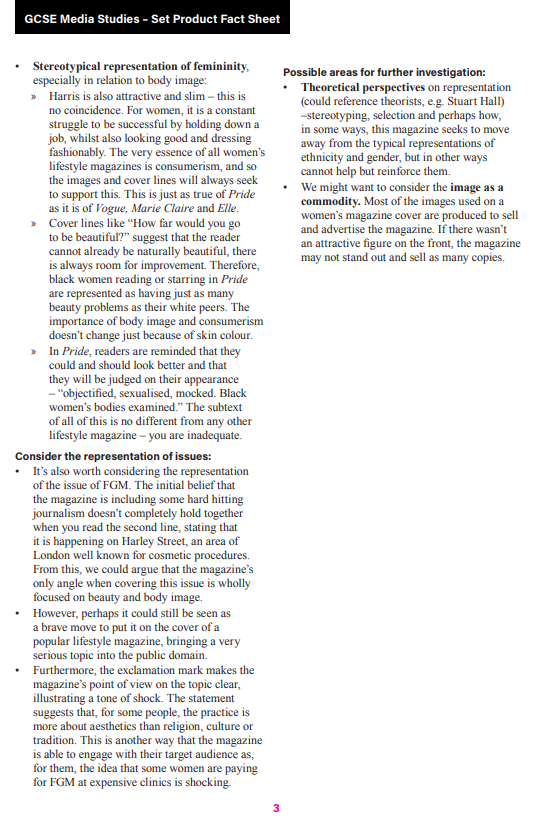 GCSE Media Studies – Set Product Fact Sheet
• Stereotypical representation of femininity,
especially in relation to body image:
» Harris is also attractive and slim – this is
no coincidence. For women, it is a constant
struggle to be successful by holding down a
job, whilst also looking good and dressing
fashionably. The very essence of all women's
lifestyle magazines is consumerism, and so
the images and cover lines will always seek
to support this. This is just as true of Pride
as it is of Vogue, Marie Claire and Elle.
» Cover lines like “How far would you go
to be beautiful?” suggest that the reader
cannot already be naturally beautiful, there
is always room for improvement. Therefore,
black women reading or starring in Pride
are represented as having just as many
beauty problems as their white peers. The
importance of body image and consumerism
doesn't change just because of skin colour.
» In Pride, readers are reminded that they
could and should look better and that
they will be judged on their appearance
– “objectified, sexualised, mocked. Black
women's bodies examined.” The subtext
of all of this is no different from any other
lifestyle magazine – you are inadequate.
Consider the representation of issues:
• It's also worth considering the representation
of the issue of FGM. The initial belief that
the magazine is including some hard hitting
journalism doesn't completely hold together
when you read the second line, stating that
it is happening on Harley Street, an area of
London well known for cosmetic procedures.
From this, we could argue that the magazine's
only angle when covering this issue is wholly
focused on beauty and body image.
• However, perhaps it could still be seen as
a brave move to put it on the cover of a
popular lifestyle magazine, bringing a very
serious topic into the public domain.
• Furthermore, the exclamation mark makes the
magazine's point of view on the topic clear,
illustrating a tone of shock. The statement
suggests that, for some people, the practice is
more about aesthetics than religion, culture or
tradition. This is another way that the magazine
is able to engage with their target audience as,
for them, the idea that some women are paying
for FGM at expensive clinics is shocking.
Possible areas for further investigation:
• Theoretical perspectives on representation
(could reference theorists, e.g. Stuart Hall)
–stereotyping, selection and perhaps how,
in some ways, this magazine seeks to move
away from the typical representations of
ethnicity and gender, but in other ways
cannot help but reinforce them.
• We might want to consider the image as a
commodity. Most of the images used on a
women's magazine cover are produced to sell
and advertise the magazine. If there wasn't
an attractive figure on the front, the magazine
may not stand out and sell as many copies.
3